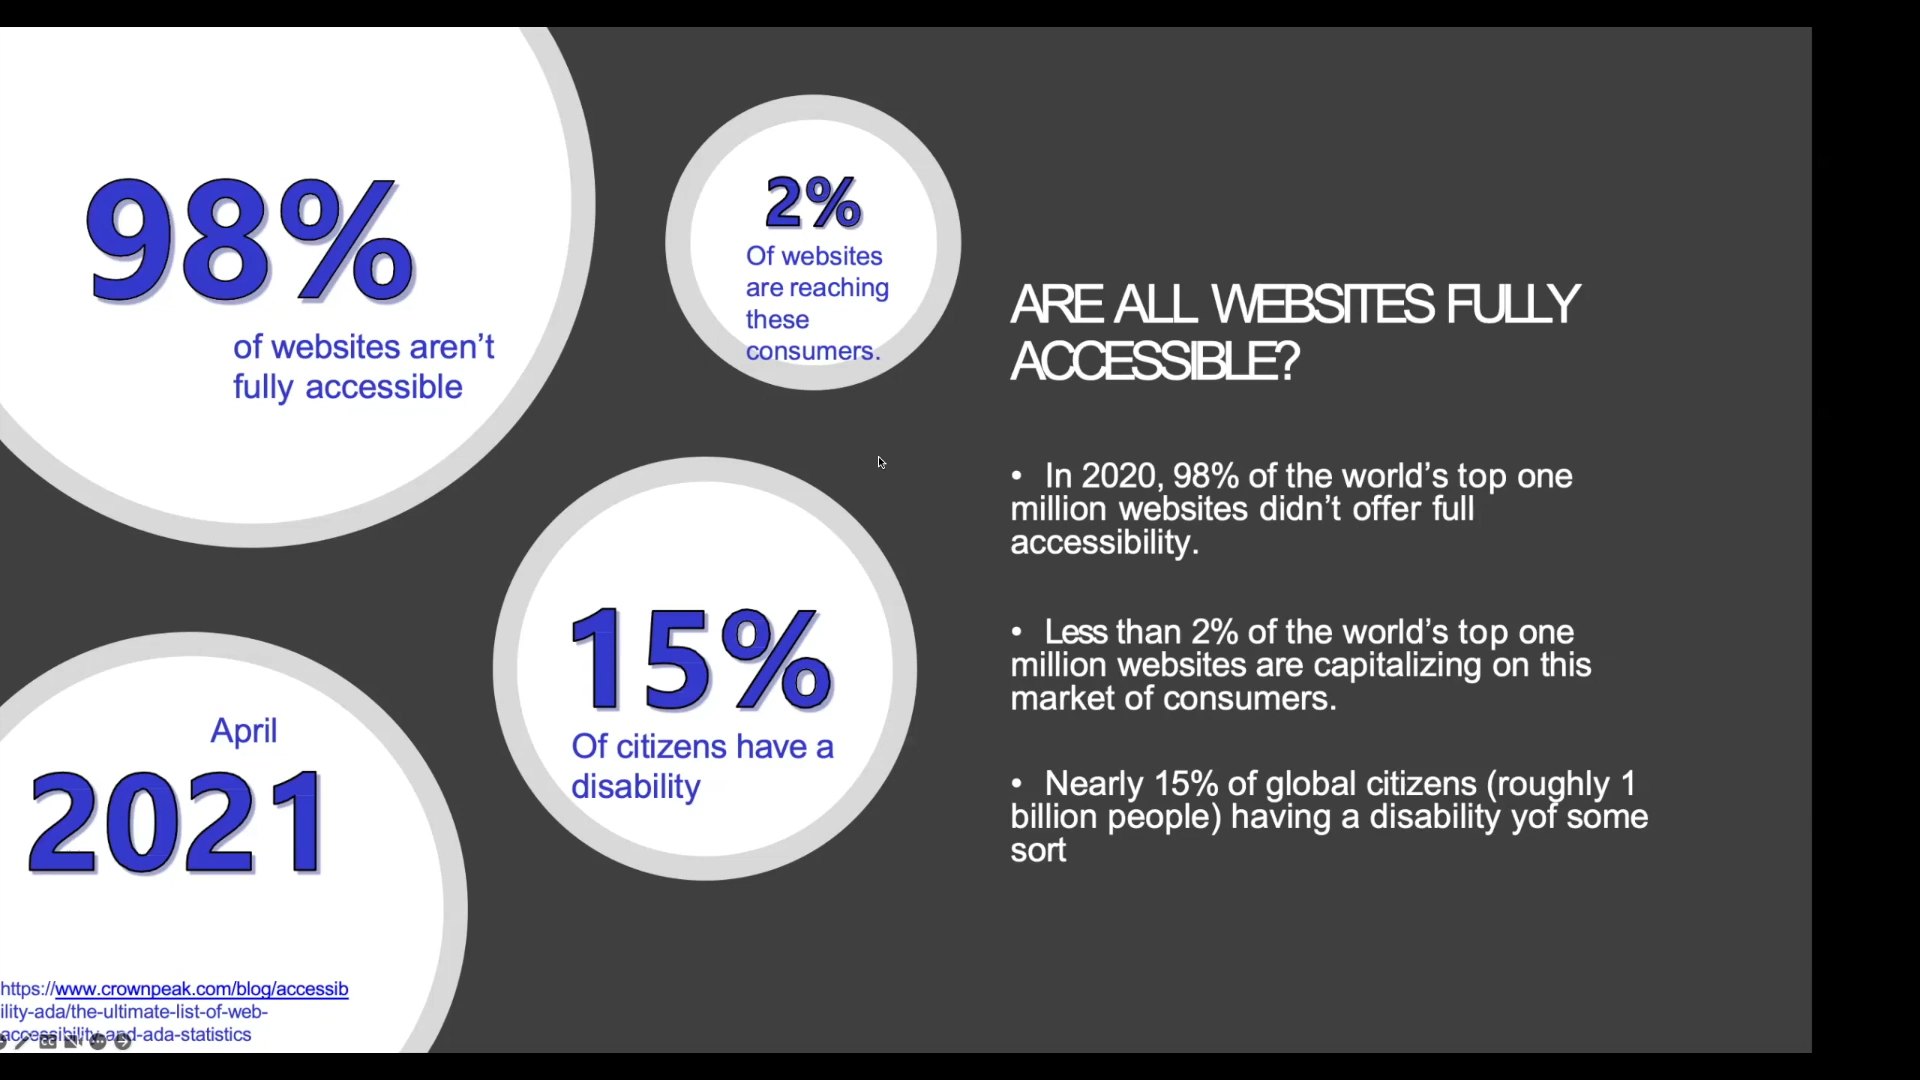 98%
of websites aren’t
fully accessible
2%
Of websites
are reaching
these
consumers.
15%
Of citizens have a
disability
April
2021
https://www.crownpeak.com/blog/accessib
ility-ada/the-ultimate-list-of-web-
accessibility-and-ada-statistics
ARE ALL WEBSITES FULLY
ACCESSIBLE?
• In 2020, 98% of the world’s top one
million websites didn’t offer full
accessibility.
• Less than 2% of the world’s top one
million websites are capitalizing on this
market of consumers.
• Nearly 15% of global citizens (roughly 1
billion people) having a disability yof some
sort